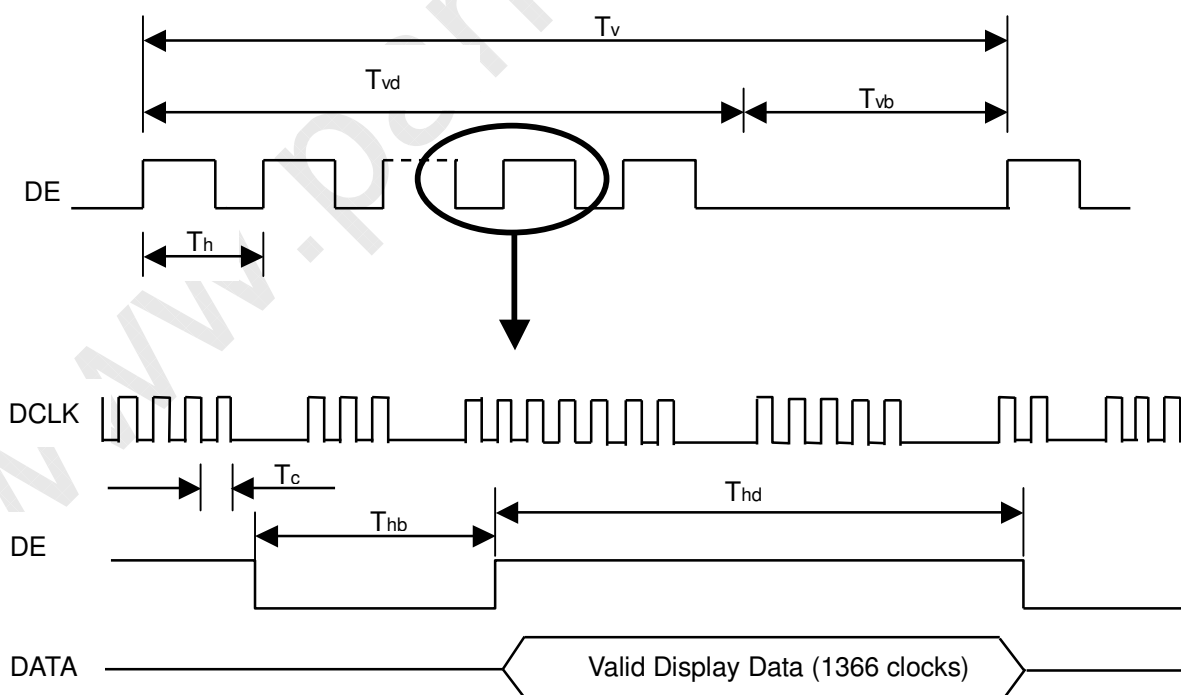 Tv
Tvd
Tvb
DE
Th
DCLK
Tc
Thd
Thb
DE
DATA
Valid Display Data (1366 clocks)